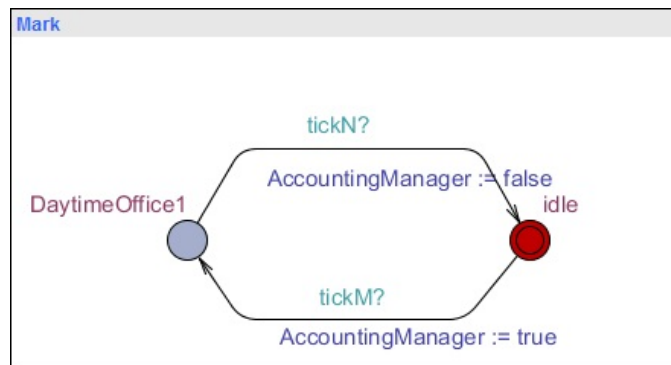 Mark
tickN?
AccountingManager := false
DaytimeOffice1
idle
tickM?
AccountingManager := true